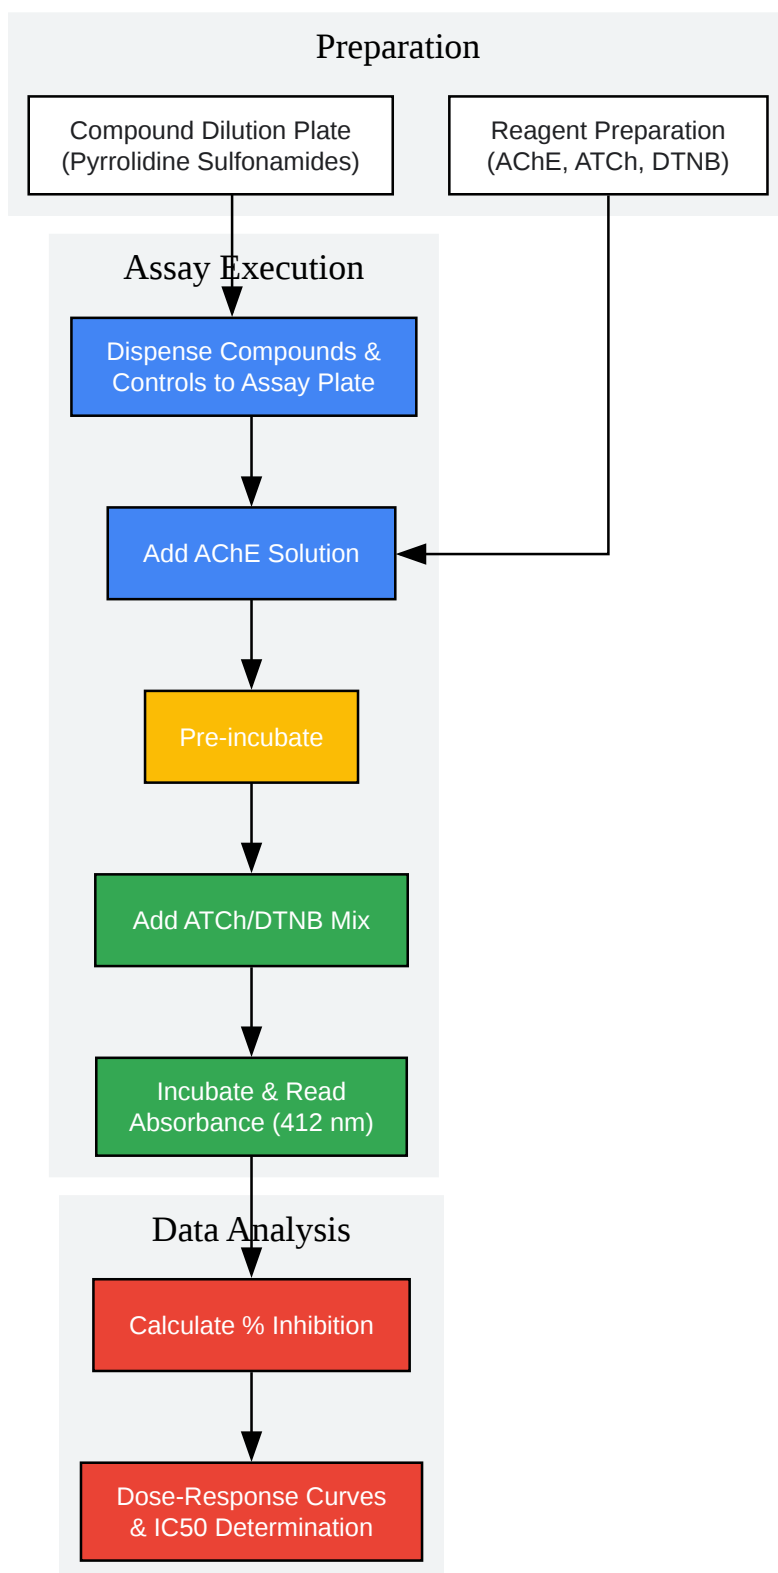 Preparation
Compound Dilution Plate
(Pyrrolidine Sulfonamides)
Reagent Preparation
(AChE, ATCh, DTNB)
Assay Execution
Dispense Compounds &
Controls to Assay Plate
Add AChE Solution
Pre-incubate
Add ATCh/DTNB Mix
Incubate & Read
Absorbance (412 nm)
Data Analysis
Calculate % Inhibition
Dose-Response Curves
& IC50 Determination